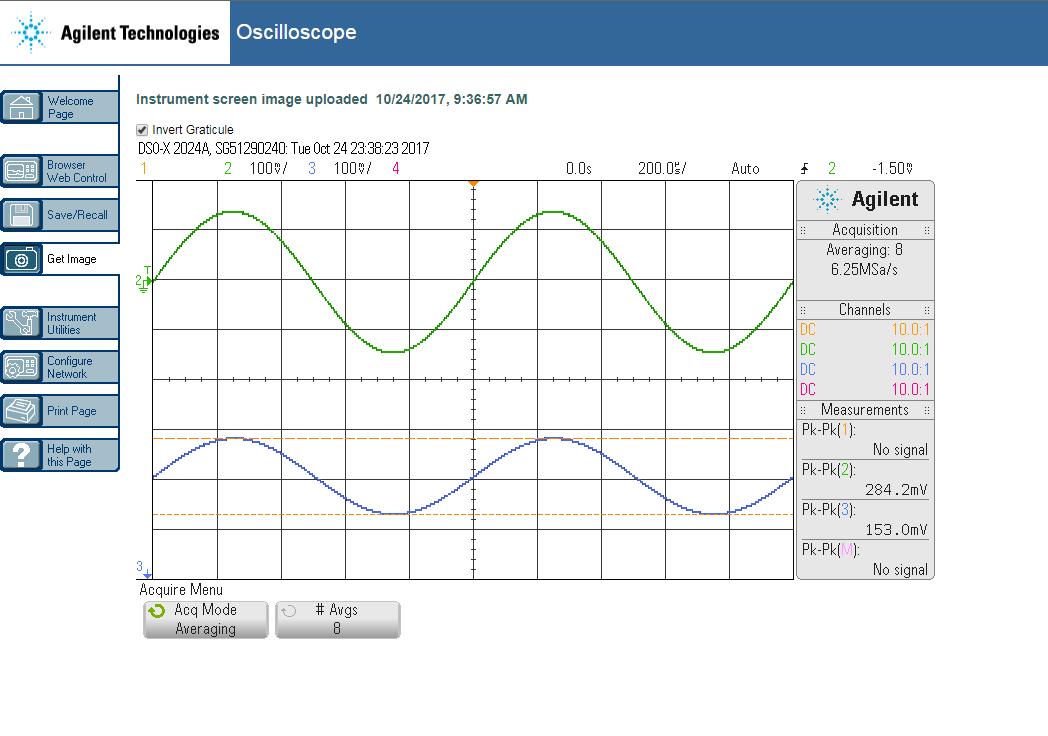 Agilent Technologies Oscilloscope
Instrument screen image uploaded 10/24/2017, 9:36:57 AM
Invert Graticule
Welcome
Page
Browser
Web Control
Save/Recall
Get Image
Instrument
Utilities
Configure
Network
Print Page
Help with
this Page
DSO-X 2024A, SG51290240: Tue Oct 24 23:38:23 2017
1 2 100mV/ 3 100mV/ 4 0.0s 200.0us/ Auto 2 -1.50mV
T
2
3
Agilent
Acquisition
Averaging: 8
6.25MSa/s
Channels
DC 10.0:1
DC 10.0:1
DC 10.0:1
DC 10.0:1
Measurements
Pk-Pk(1):
No signal
Pk-Pk(2):
284.2mV
Pk-Pk(3):
153.0mV
Pk-Pk(M):
No signal
Acquire Menu
Acq Mode
Averaging
# Avgs
8